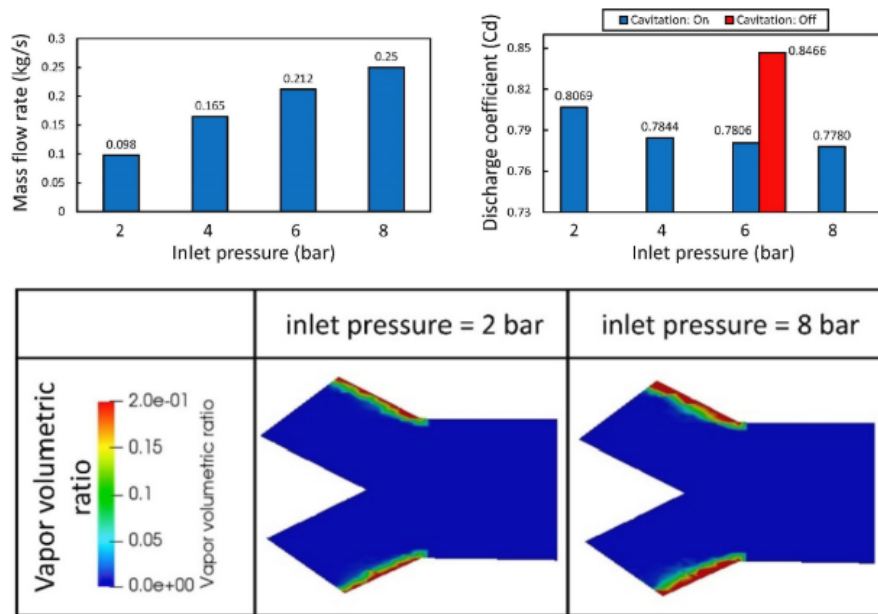 Mass flow rate (kg/s)
0.3
0.25
0.2
0.15
0.1
0.05
0
0.098
0.165
0.212
0.25
2
4
6
8
Inlet pressure (bar)
Cavitation: On
Cavitation: Off
Discharge coefficient (Cd)
0.85
0.82
0.79
0.76
0.73
0.8069
0.7844
0.7806
0.8466
0.7780
2
4
6
8
Inlet pressure (bar)
inlet pressure = 2 bar
inlet pressure = 8 bar
Vapor volumetric
ratio
2.0e-01
0.15
0.1
0.05
0.0e+00
Vapor volumetric ratio